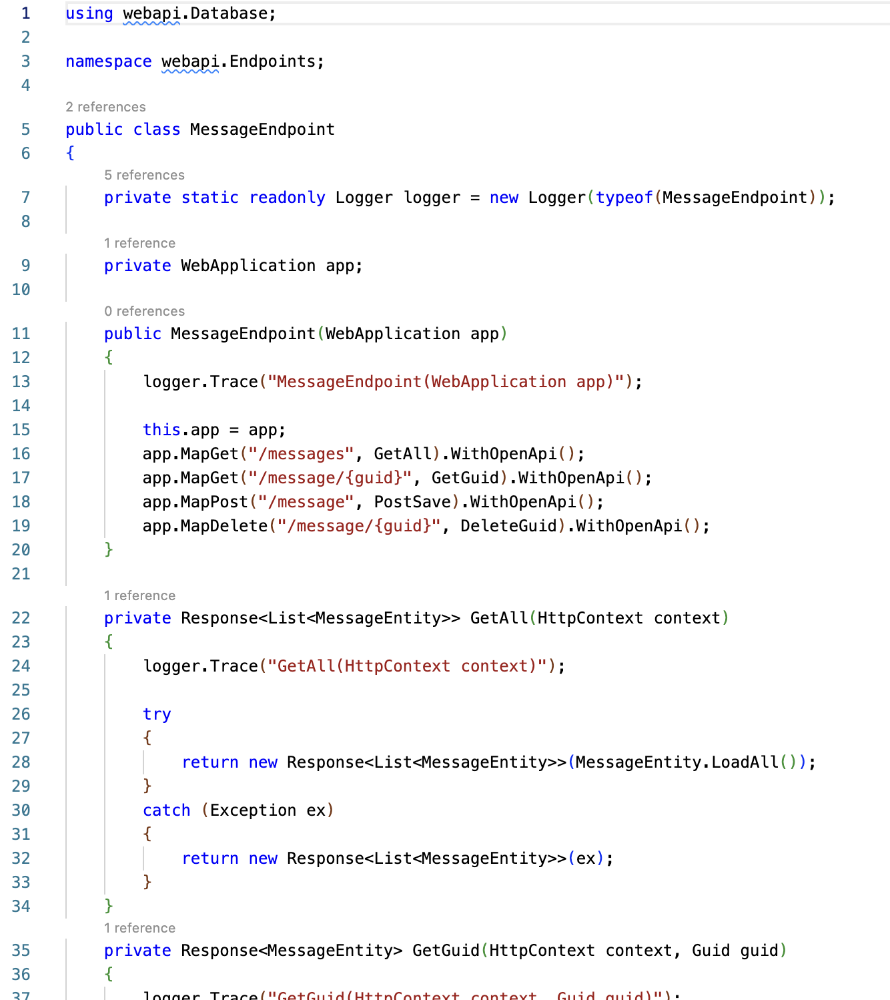 1 using webapi.Database;
2
3 namespace webapi.Endpoints;
4
2 references
5 public class MessageEndpoint
6 {
5 references
7 private static readonly Logger logger = new Logger(typeof(MessageEndpoint));
8
1 reference
9 private WebApplication app;
10
0 references
11 public MessageEndpoint(WebApplication app)
12 {
13 logger.Trace("MessageEndpoint(WebApplication app)");
14
15 this.app = app;
16 app.MapGet("/messages", GetAll).WithOpenApi();
17 app.MapGet("/message/{guid}", GetGuid).WithOpenApi();
18 app.MapPost("/message", PostSave).WithOpenApi();
19 app.MapDelete("/message/{guid}", DeleteGuid).WithOpenApi();
20 }
21
1 reference
22 private Response<List<MessageEntity>> GetAll(HttpContext context)
23 {
24 logger.Trace("GetAll(HttpContext context)");
25
26 try
27 {
28 return new Response<List<MessageEntity>>(MessageEntity.LoadAll());
29 }
30 catch (Exception ex)
31 {
32 return new Response<List<MessageEntity>>(ex);
33 }
34 }
1 reference
35 private Response<MessageEntity> GetGuid(HttpContext context, Guid guid)
36 {
37 logger.Trace("GetGuid(HttpContext context, Guid guid)");